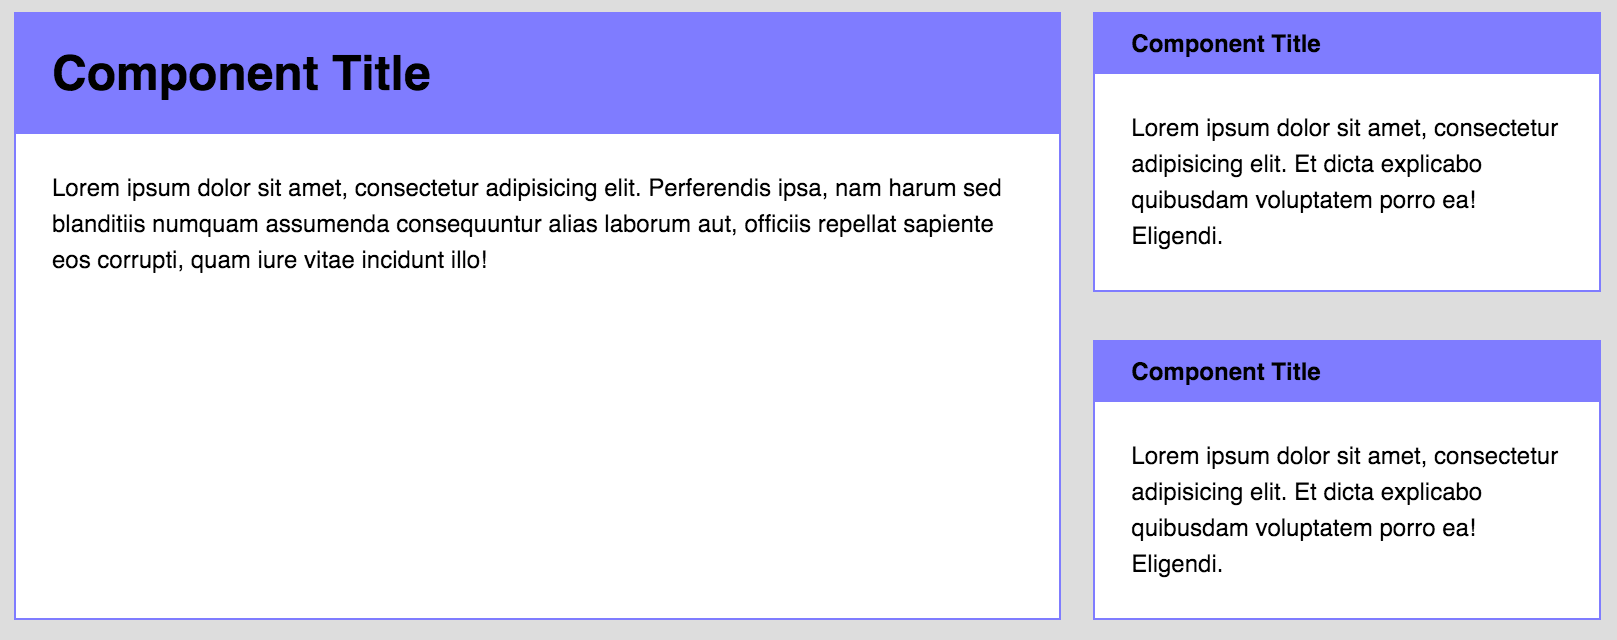 Component Title
Lorem ipsum dolor sit amet, consectetur adipisicing elit. Perferendis ipsa, nam harum sed
blanditiis numquam assumenda consequuntur alias laborum aut, officiis repellat sapiente
eos corrupti, quam iure vitae incidunt illo!
Component Title
Lorem ipsum dolor sit amet, consectetur
adipisicing elit. Et dicta explicabo
quibusdam voluptatem porro ea!
Eligendi.
Component Title
Lorem ipsum dolor sit amet, consectetur
adipisicing elit. Et dicta explicabo
quibusdam voluptatem porro ea!
Eligendi.